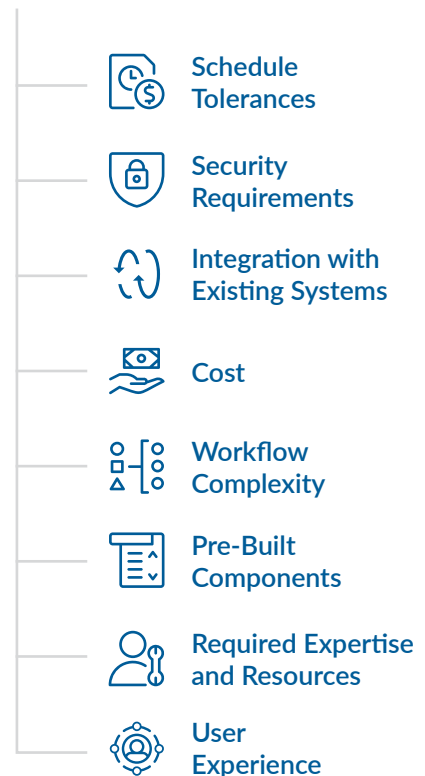 Schedule
Tolerances
Security
Requirements
Integration with
Existing Systems
Cost
Workflow
Complexity
Pre-Built
Components
Required Expertise
and Resources
User
Experience